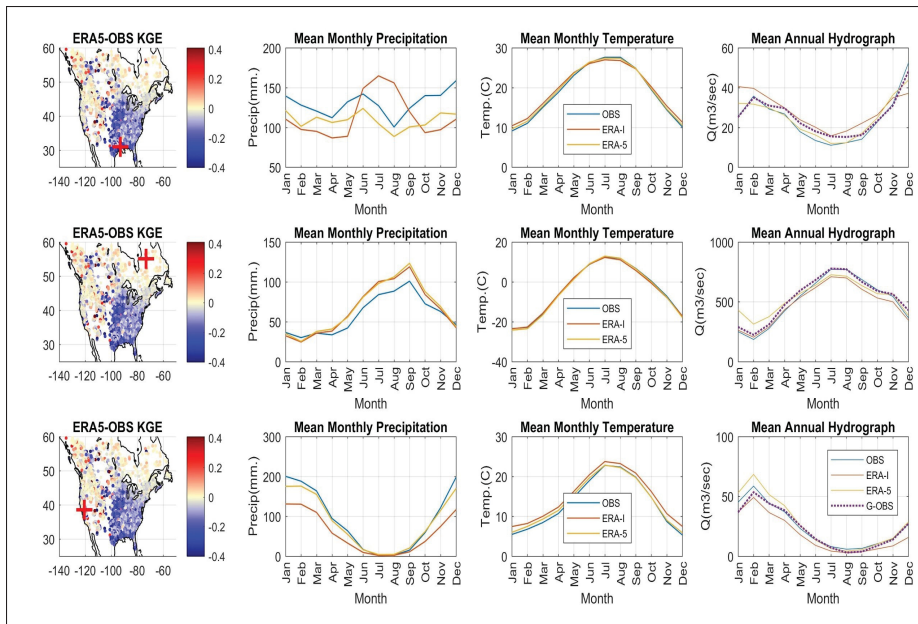 ERA5-OBS KGE
60
50
40
30
-140 -120 -100 -80 -60
0.4
0.2
0
-0.2
-0.4
Mean Monthly Precipitation
Precip(mm.)
200
150
100
50
Jan Feb Mar Apr May Jun Jul Aug Sep Oct Nov Dec
Month
Mean Monthly Temperature
Temp.(C)
30
20
10
0
OBS
ERA-I
ERA-5
Jan Feb Mar Apr May Jun Jul Aug Sep Oct Nov Dec
Month
Mean Annual Hydrograph
Q(m3/sec)
60
40
20
0
Jan Feb Mar Apr May Jun Jul Aug Sep Oct Nov Dec
Month
ERA5-OBS KGE
60
50
40
30
-140 -120 -100 -80 -60
0.4
0.2
0
-0.2
-0.4
Mean Monthly Precipitation
Precip(mm.)
150
100
50
0
Jan Feb Mar Apr May Jun Jul Aug Sep Oct Nov Dec
Month
Mean Monthly Temperature
Temp.(C)
20
0
-20
-40
OBS
ERA-I
ERA-5
Jan Feb Mar Apr May Jun Jul Aug Sep Oct Nov Dec
Month
Mean Annual Hydrograph
Q(m3/sec)
1000
500
0
Jan Feb Mar Apr May Jun Jul Aug Sep Oct Nov Dec
Month
ERA5-OBS KGE
60
50
40
30
-140 -120 -100 -80 -60
0.4
0.2
0
-0.2
-0.4
Mean Monthly Precipitation
Precip(mm.)
300
200
100
0
Jan Feb Mar Apr May Jun Jul Aug Sep Oct Nov Dec
Month
Mean Monthly Temperature
Temp.(C)
30
20
10
0
OBS
ERA-I
ERA-5
Jan Feb Mar Apr May Jun Jul Aug Sep Oct Nov Dec
Month
Mean Annual Hydrograph
Q(m3/sec)
100
50
0
OBS
ERA-I
ERA-5
G-OBS
Jan Feb Mar Apr May Jun Jul Aug Sep Oct Nov Dec
Month